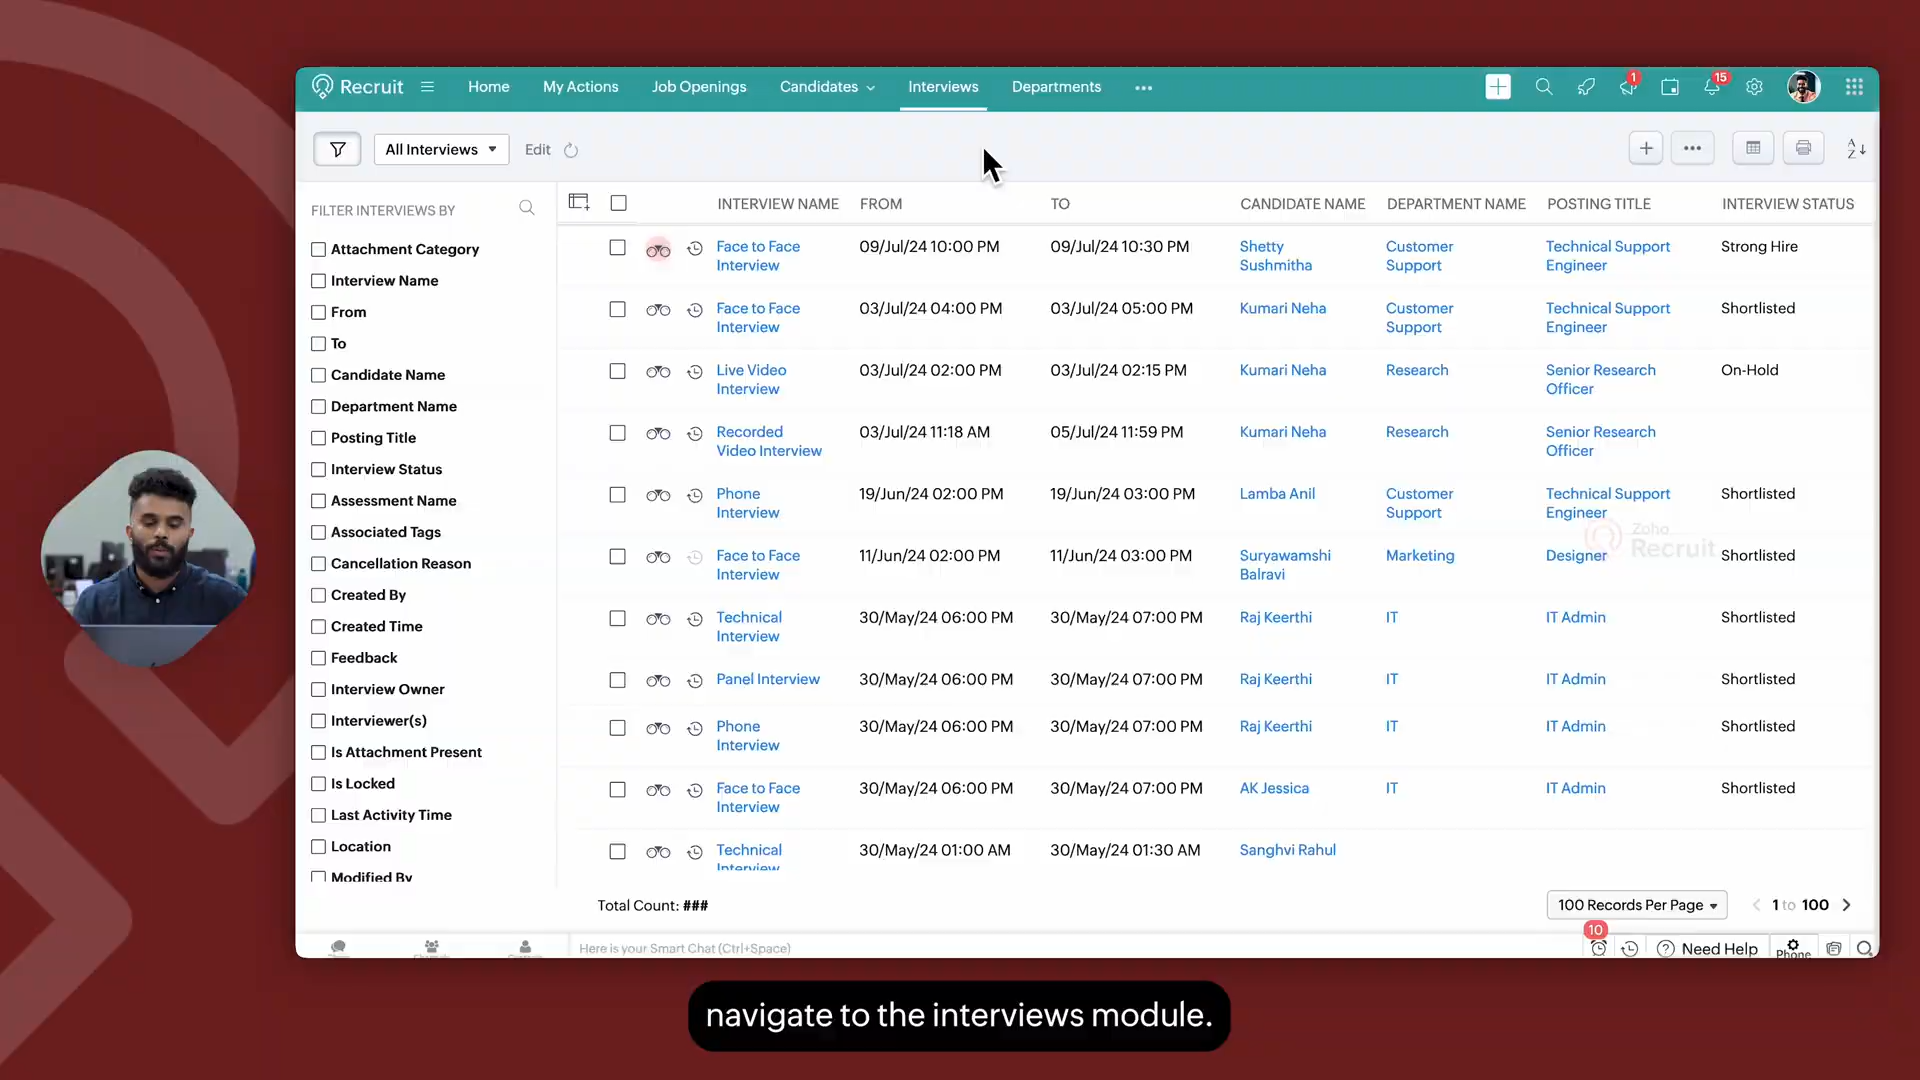 Recruit Home My Actions Job Openings Candidates Interviews Departments 1 15
All Interviews Edit
FILTER INTERVIEWS BY
Attachment Category
Interview Name
From
To
Candidate Name
Department Name
Posting Title
Interview Status
Assessment Name
Associated Tags
Cancellation Reason
Created By
Created Time
Feedback
Interview Owner
Interviewer(s)
Is Attachment Present
Is Locked
Last Activity Time
Location
Modified By
INTERVIEW NAME FROM TO CANDIDATE NAME DEPARTMENT NAME POSTING TITLE INTERVIEW STATUS
Face to Face 09/Jul/24 10:00 PM 09/Jul/24 10:30 PM Shetty Customer Technical Support Strong Hire
Interview Sushmitha Support Engineer
Face to Face 03/Jul/24 04:00 PM 03/Jul/24 05:00 PM Kumari Neha Customer Technical Support Shortlisted
Interview Support Engineer
Live Video 03/Jul/24 02:00 PM 03/Jul/24 02:15 PM Kumari Neha Research Senior Research On-Hold
Interview Officer
Recorded 03/Jul/24 11:18 AM 05/Jul/24 11:59 PM Kumari Neha Research Senior Research
Video Interview Officer
Phone 19/Jun/24 02:00 PM 19/Jun/24 03:00 PM Lamba Anil Customer Technical Support Shortlisted
Interview Support Engineer
Zoho
Recruit
Face to Face 11/Jun/24 02:00 PM 11/Jun/24 03:00 PM Suryawamshi Marketing Designer Shortlisted
Interview Balravi
Technical 30/May/24 06:00 PM 30/May/24 07:00 PM Raj Keerthi IT IT Admin Shortlisted
Interview
Panel Interview 30/May/24 06:00 PM 30/May/24 07:00 PM Raj Keerthi IT IT Admin Shortlisted
Phone 30/May/24 06:00 PM 30/May/24 07:00 PM Raj Keerthi IT IT Admin Shortlisted
Interview
Face to Face 30/May/24 06:00 PM 30/May/24 07:00 PM AK Jessica IT IT Admin Shortlisted
Interview
Technical 30/May/24 01:00 AM 30/May/24 01:30 AM Sanghvi Rahul
Interview
Total Count: ### 100 Records Per Page 1 to 100
10
Here is your Smart Chat (Ctrl+Space) Need Help Phone
navigate to the interviews module.